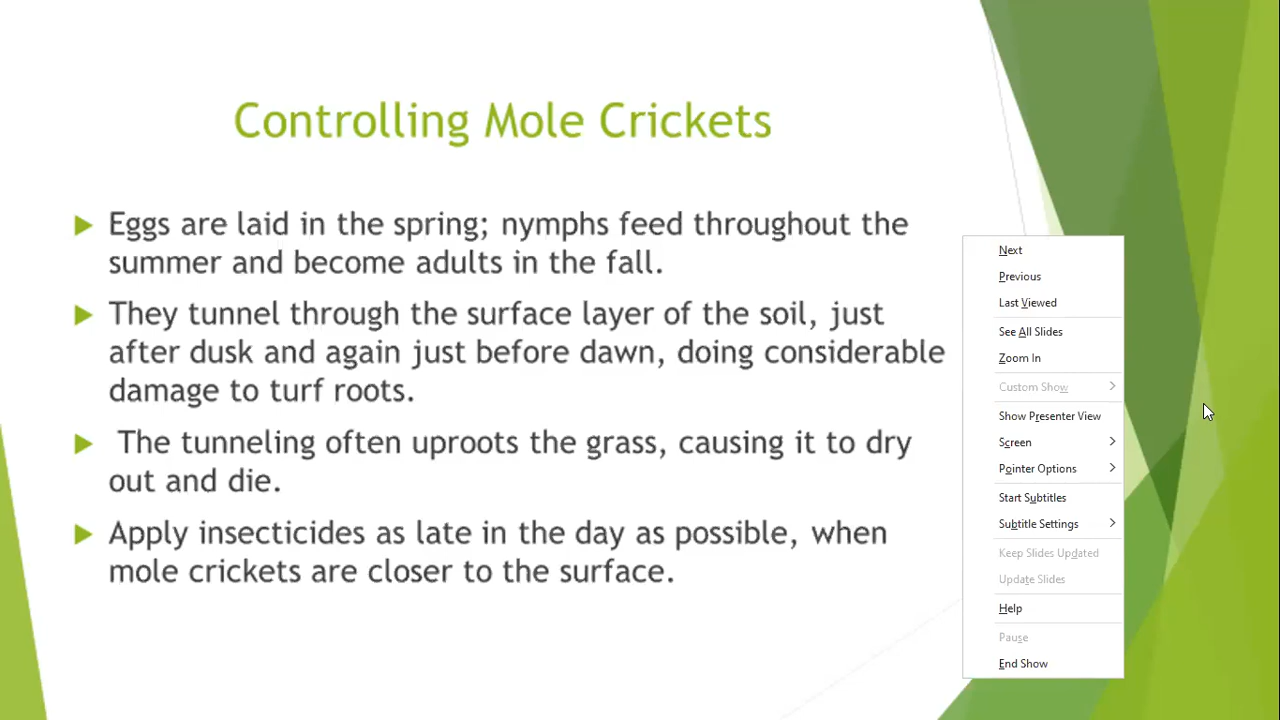 Controlling Mole Crickets
Eggs are laid in the spring; nymphs feed throughout the
summer and become adults in the fall.
They tunnel through the surface layer of the soil, just
after dusk and again just before dawn, doing considerable
damage to turf roots.
The tunneling often uproots the grass, causing it to dry
out and die.
Apply insecticides as late in the day as possible, when
mole crickets are closer to the surface.
Next
Previous
Last Viewed
See All Slides
Zoom In
Custom Show
Show Presenter View
Screen
Pointer Options
Start Subtitles
Subtitle Settings
Keep Slides Updated
Update Slides
Help
Pause
End Show